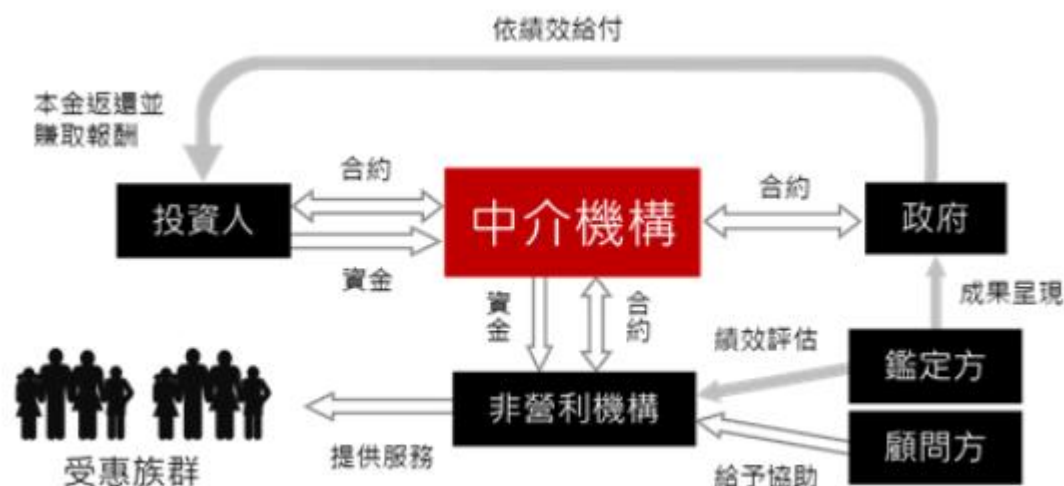 依績效給付
本金返還並
賺取報酬
合約
合約
投資人
中介機構
政府
資金
資金
合約
成果呈現
績效評估
鑑定方
非營利機構
顧問方
提供服務
給予協助
受惠族群